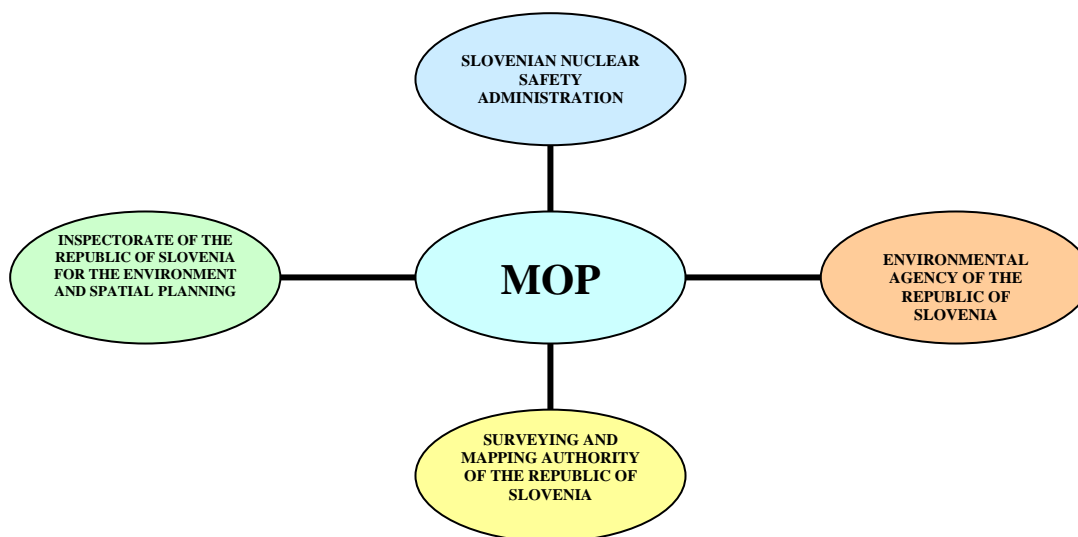 SLOVENIAN NUCLEAR
SAFETY
ADMINISTRATION
INSPECTORATE OF THE
REPUBLIC OF SLOVENIA
FOR THE ENVIRONMENT
AND SPATIAL PLANNING
MOP
ENVIRONMENTAL
AGENCY OF THE
REPUBLIC OF
SLOVENIA
SURVEYING AND
MAPPING AUTHORITY
OF THE REPUBLIC OF
SLOVENIA